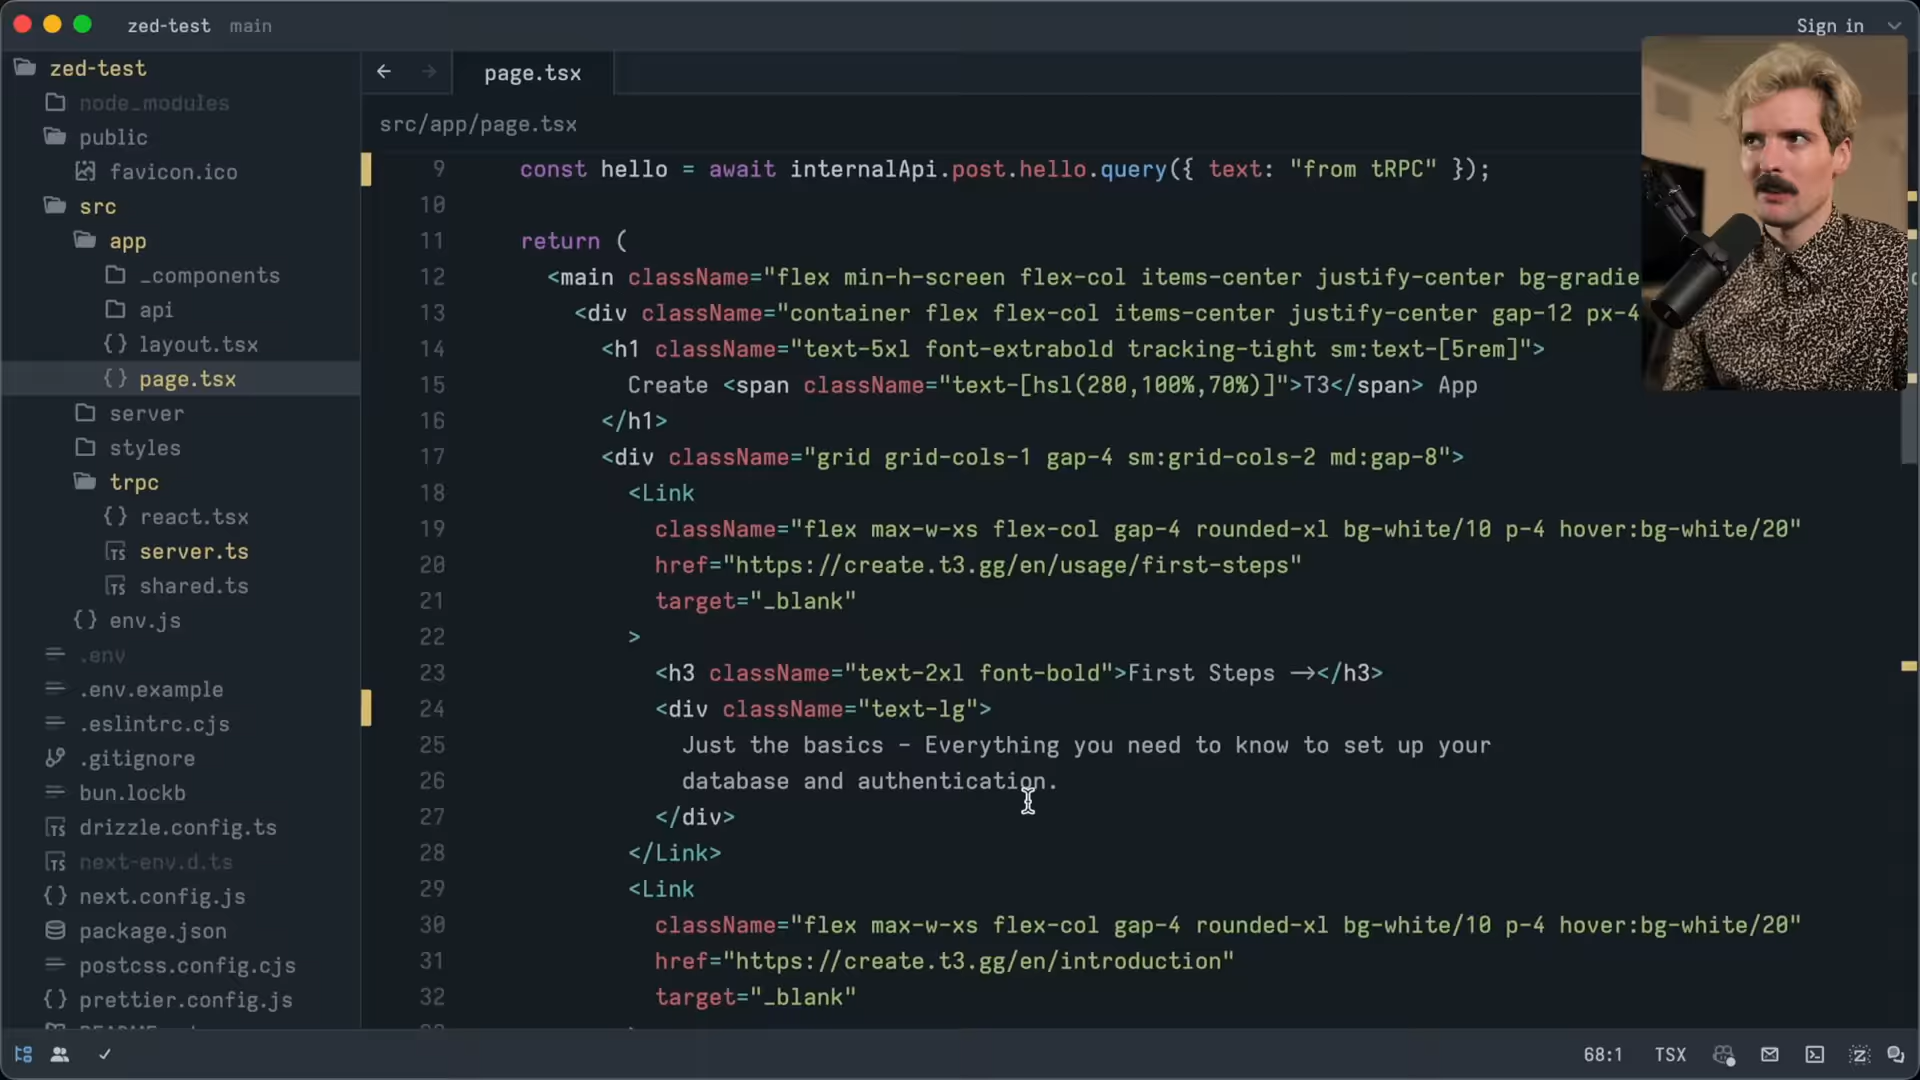 zed-test main
Sign in
zed-test
node_modules
public
favicon.ico
src
app
_components
api
layout.tsx
page.tsx
server
styles
trpc
react.tsx
server.ts
shared.ts
env.js
.env
.env.example
.eslintrc.cjs
.gitignore
bun.lockb
drizzle.config.ts
next-env.d.ts
next.config.js
package.json
postcss.config.cjs
prettier.config.js
page.tsx
src/app/page.tsx
9 const hello = await internalApi.post.hello.query({ text: "from tRPC" });
10
11 return (
12 <main className="flex min-h-screen flex-col items-center justify-center bg-gradie
13 <div className="container flex flex-col items-center justify-center gap-12 px-4
14 <h1 className="text-5xl font-extrabold tracking-tight sm:text-[5rem]">
15 Create <span className="text-[hsl(280,100%,70%)]">T3</span> App
16 </h1>
17 <div className="grid grid-cols-1 gap-4 sm:grid-cols-2 md:gap-8">
18 <Link
19 className="flex max-w-xs flex-col gap-4 rounded-xl bg-white/10 p-4 hover:bg-white/20"
20 href="https://create.t3.gg/en/usage/first-steps"
21 target="_blank"
22 >
23 <h3 className="text-2xl font-bold">First Steps →</h3>
24 <div className="text-lg">
25 Just the basics - Everything you need to know to set up your
26 database and authentication.
27 </div>
28 </Link>
29 <Link
30 className="flex max-w-xs flex-col gap-4 rounded-xl bg-white/10 p-4 hover:bg-white/20"
31 href="https://create.t3.gg/en/introduction"
32 target="_blank"
68:1 TSX